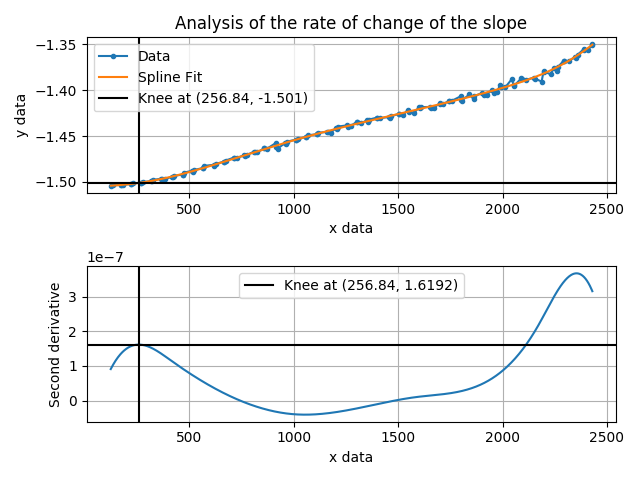 Analysis of the rate of change of the slope
−1.35
−1.40
−1.45
−1.50
y data
Data
Spline Fit
Knee at (256.84, -1.501)
500
1000
1500
2000
2500
x data
1e−7
3
2
1
0
Second derivative
Knee at (256.84, 1.6192)
500
1000
1500
2000
2500
x data